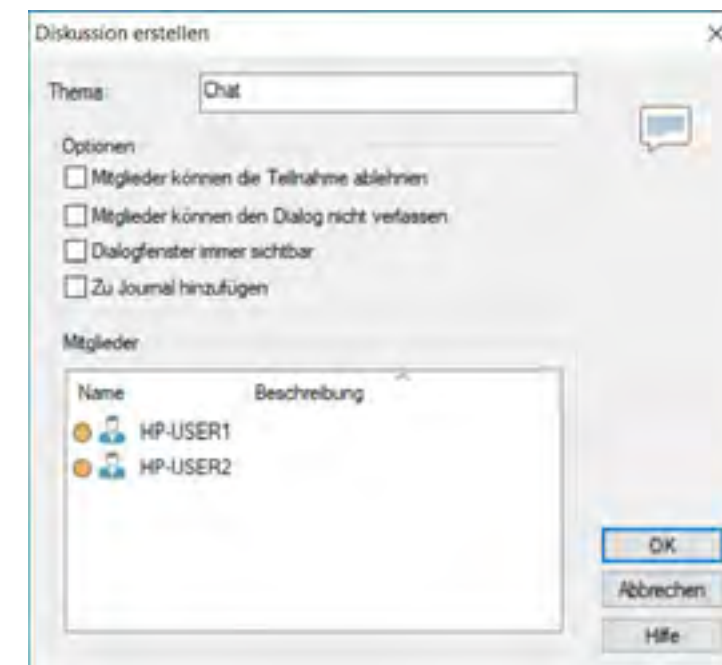 Diskussion erstellen
Thema:
Chat
Optionen
Mitglieder können die Teilnahme ablehnen
Mitglieder können den Dialog nicht verlassen
Dialogfenster immer sichtbar
Zu Journal hinzufügen
Mitglieder
Name Beschreibung
HP-USER1
HP-USER2
OK
Abbrechen
Hilfe